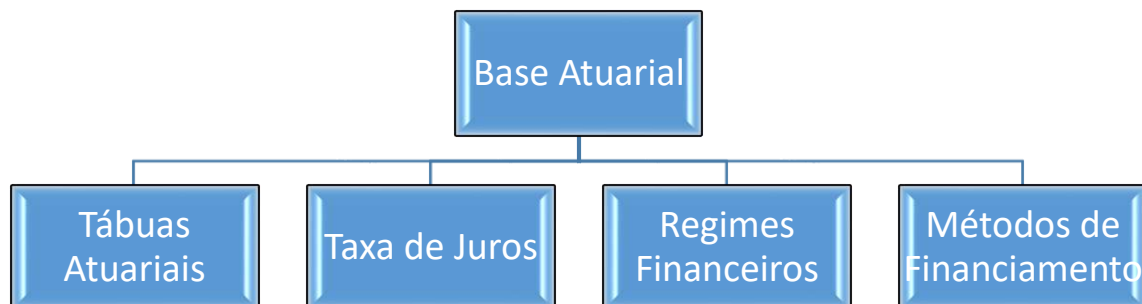 Base Atuarial
Tábuas
Atuariais
Taxa de Juros
Regimes
Financeiros
Métodos de
Financiamento